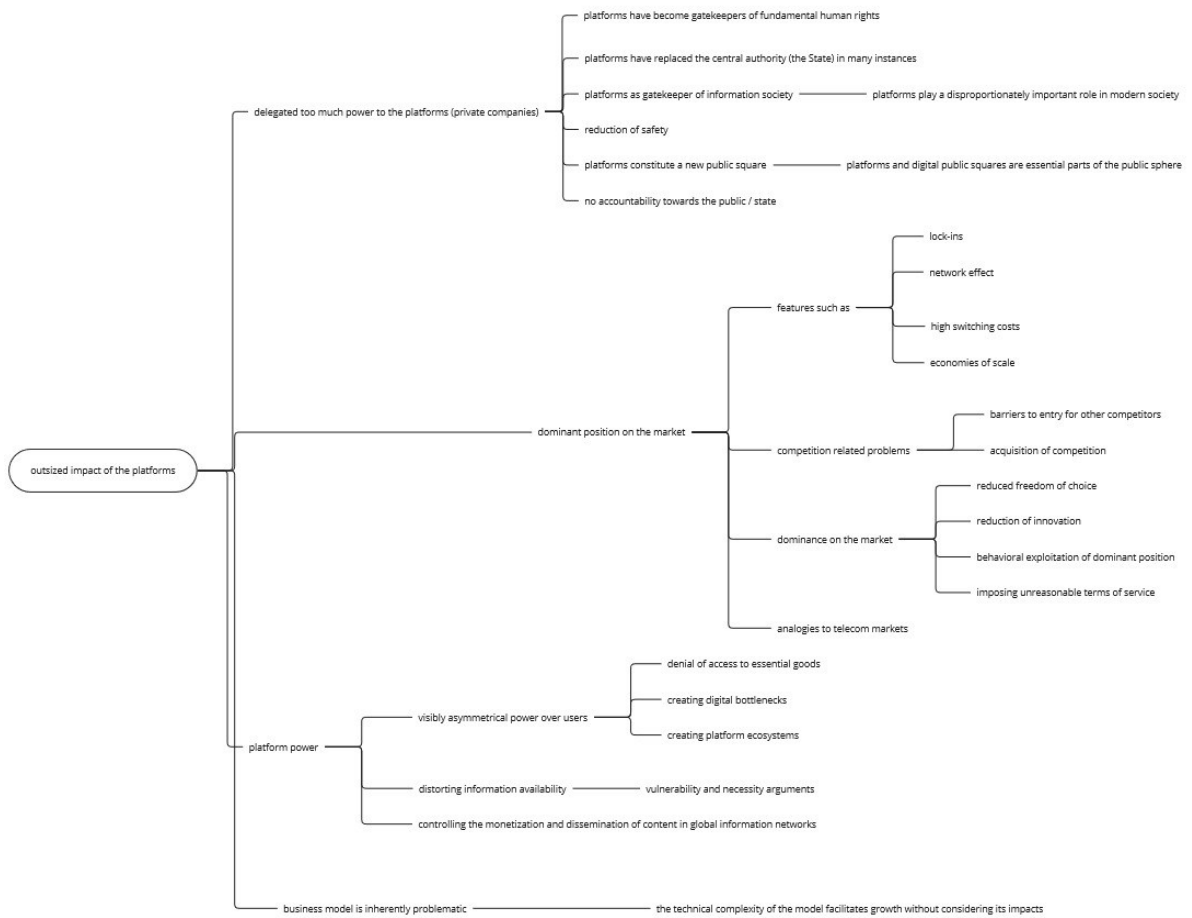 platforms have become gatekeepers of fundamental human rights
platforms have replaced the central authority (the State) in many instances
platforms as gatekeeper of information society
platforms play a disproportionately important role in modern society
delegated too much power to the platforms (private companies)
reduction of safety
platforms constitute a new public square
platforms and digital public squares are essential parts of the public sphere
no accountability towards the public / state
lock-ins
network effect
features such as
high switching costs
economies of scale
dominant position on the market
barriers to entry for other competitors
competition related problems
acquisition of competition
outsized impact of the platforms
reduced freedom of choice
reduction of innovation
dominance on the market
behavioral exploitation of dominant position
imposing unreasonable terms of service
analogies to telecom markets
denial of access to essential goods
creating digital bottlenecks
visibly asymmetrical power over users
creating platform ecosystems
platform power
distorting information availability
vulnerability and necessity arguments
controlling the monetization and dissemination of content in global information networks
business model is inherently problematic
the technical complexity of the model facilitates growth without considering its impacts